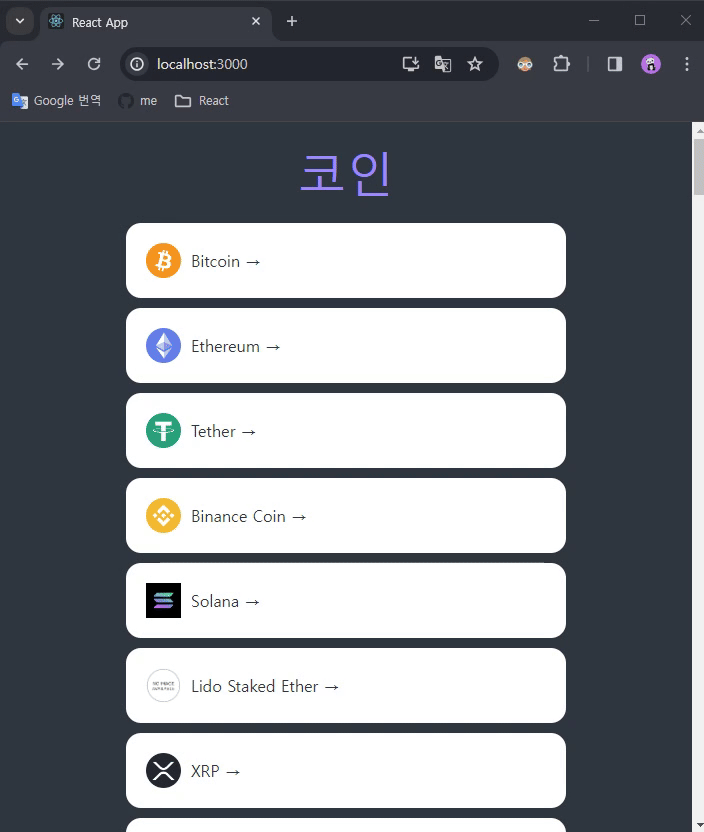 React App
localhost:3000
Google 번역
me
React
코인
Bitcoin →
Ethereum →
Tether →
Binance Coin →
Solana →
Lido Staked Ether →
XRP →